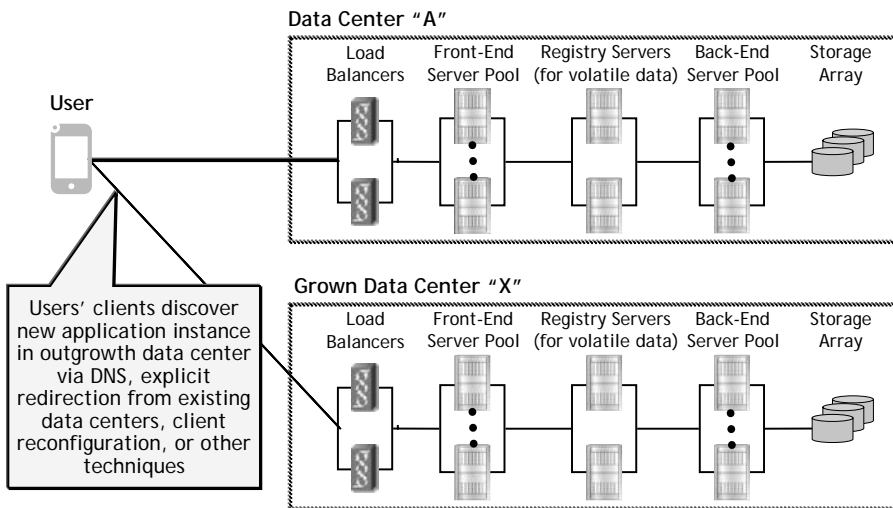 Data Center “A”
Load
Balancers
Front-End
Server Pool
Registry Servers
(for volatile data)
Back-End
Server Pool
Storage
Array
User
Users’ clients discover
new application instance
in outgrowth data center
via DNS, explicit
redirection from existing
data centers, client
reconfiguration, or other
techniques
Grown Data Center “X”
Load
Balancers
Front-End
Server Pool
Registry Servers
(for volatile data)
Back-End
Server Pool
Storage
Array